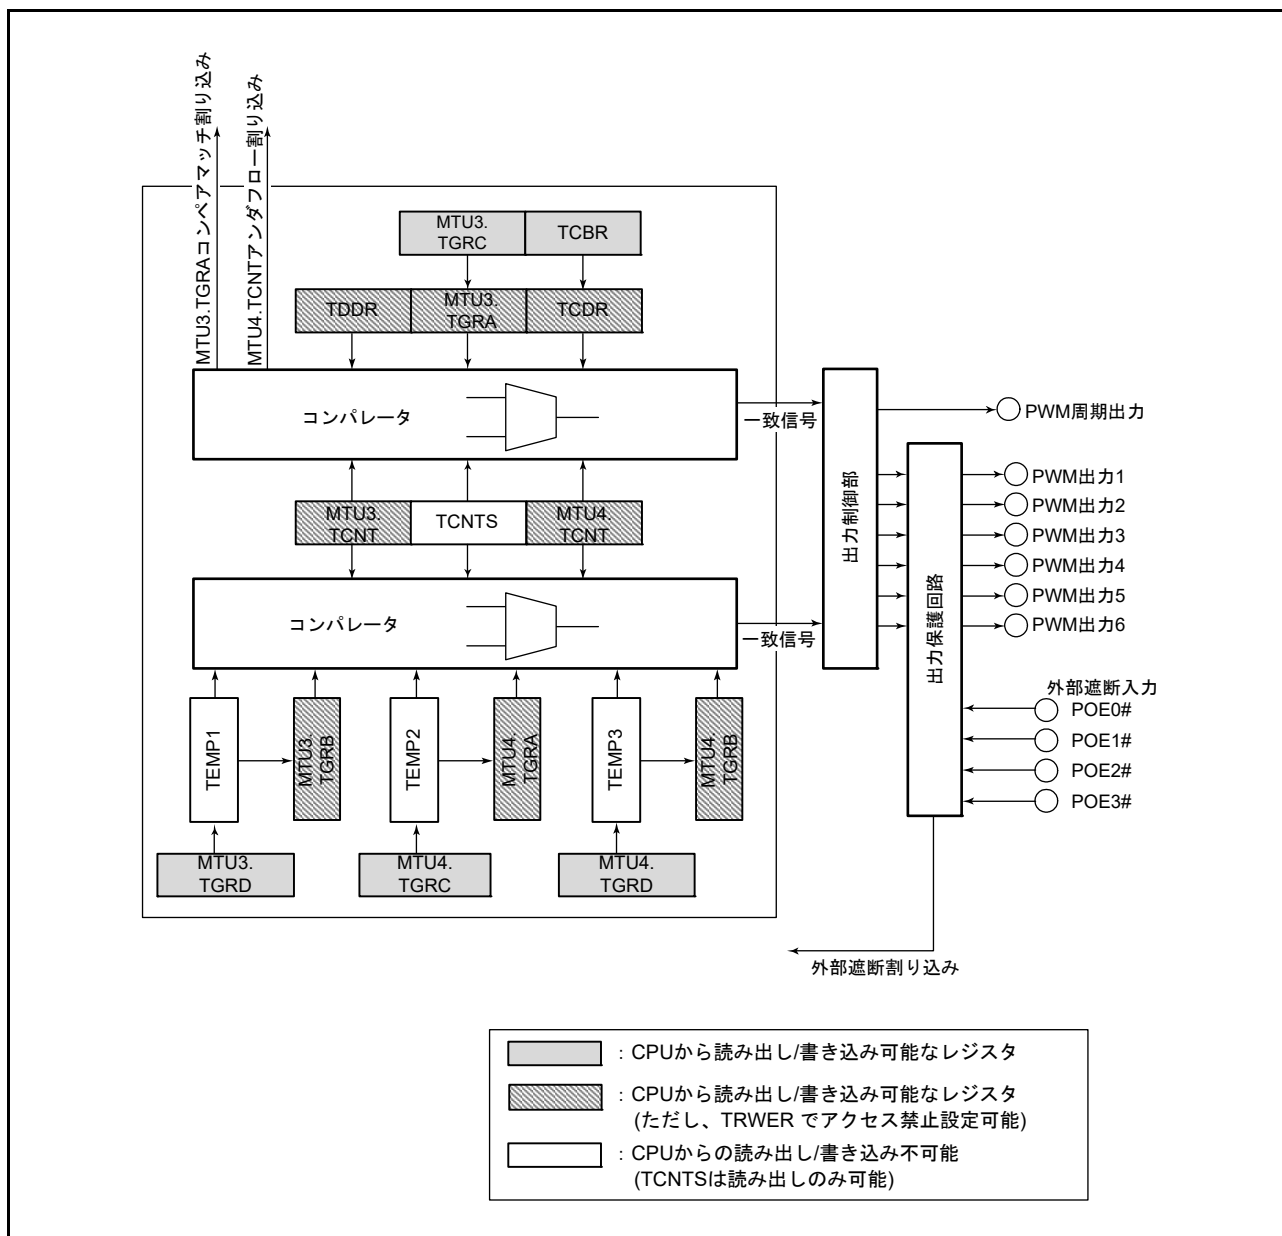 MTU3.TGRAコンペアマッチ割り込み
MTU4.TCNTアンダフロー割り込み
MTU3.
TGRC
TCBR
TDDR
MTU3.
TGRA
TCDR
コンパレータ
一致信号
MTU3.
TCNT
TCNTS
MTU4.
TCNT
コンパレータ
一致信号
TEMP1
MTU3.
TGRB
TEMP2
MTU4.
TGRA
TEMP3
MTU4.
TGRB
MTU3.
TGRD
MTU4.
TGRC
MTU4.
TGRD
出力制御部
出力保護回路
PWM周期出力
PWM出力1
PWM出力2
PWM出力3
PWM出力4
PWM出力5
PWM出力6
外部遮断入力
POE0#
POE1#
POE2#
POE3#
外部遮断割り込み
：CPUから読み出し/書き込み可能なレジスタ
：CPUから読み出し/書き込み可能なレジスタ
(ただし、TRWER でアクセス禁止設定可能)
：CPUからの読み出し/書き込み不可能
(TCNTSは読み出しのみ可能)